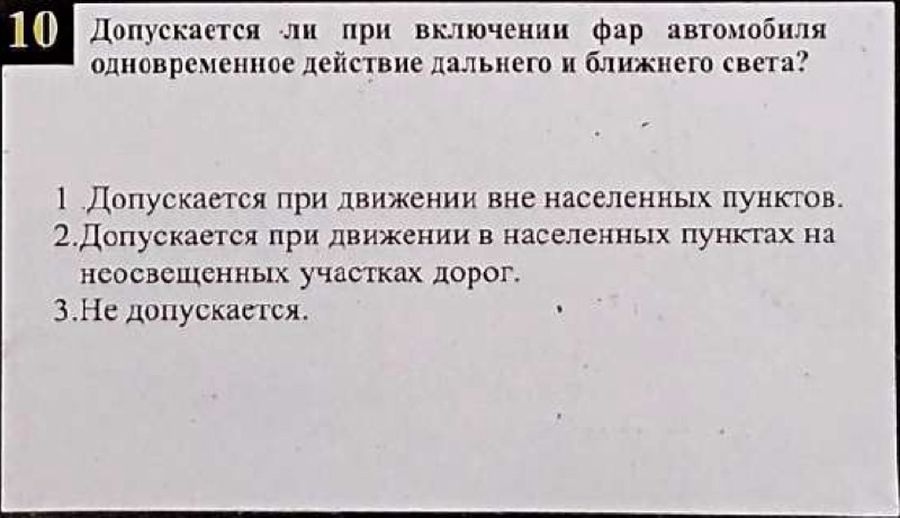 10 Допускается ли при включении фар автомобиля
одновременное действие дальнего и ближнего света?
1 .Допускается при движении вне населенных пунктов.
2.Допускается при движении в населенных пунктах на
неосвещенных участках дорог.
3.Не допускается.